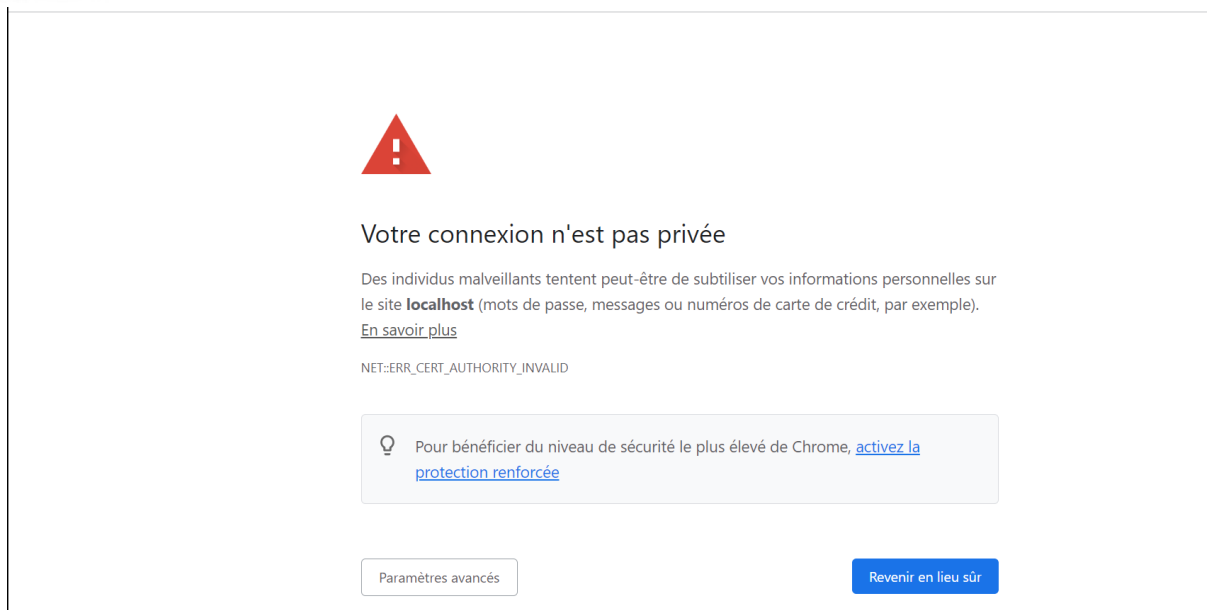 Votre connexion n'est pas privée
Des individus malveillants tentent peut-être de subtiliser vos informations personnelles sur
le site localhost (mots de passe, messages ou numéros de carte de crédit, par exemple).
En savoir plus
NET::ERR_CERT_AUTHORITY_INVALID
Pour bénéficier du niveau de sécurité le plus élevé de Chrome, activez la
protection renforcée
Paramètres avancés
Revenir en lieu sûr